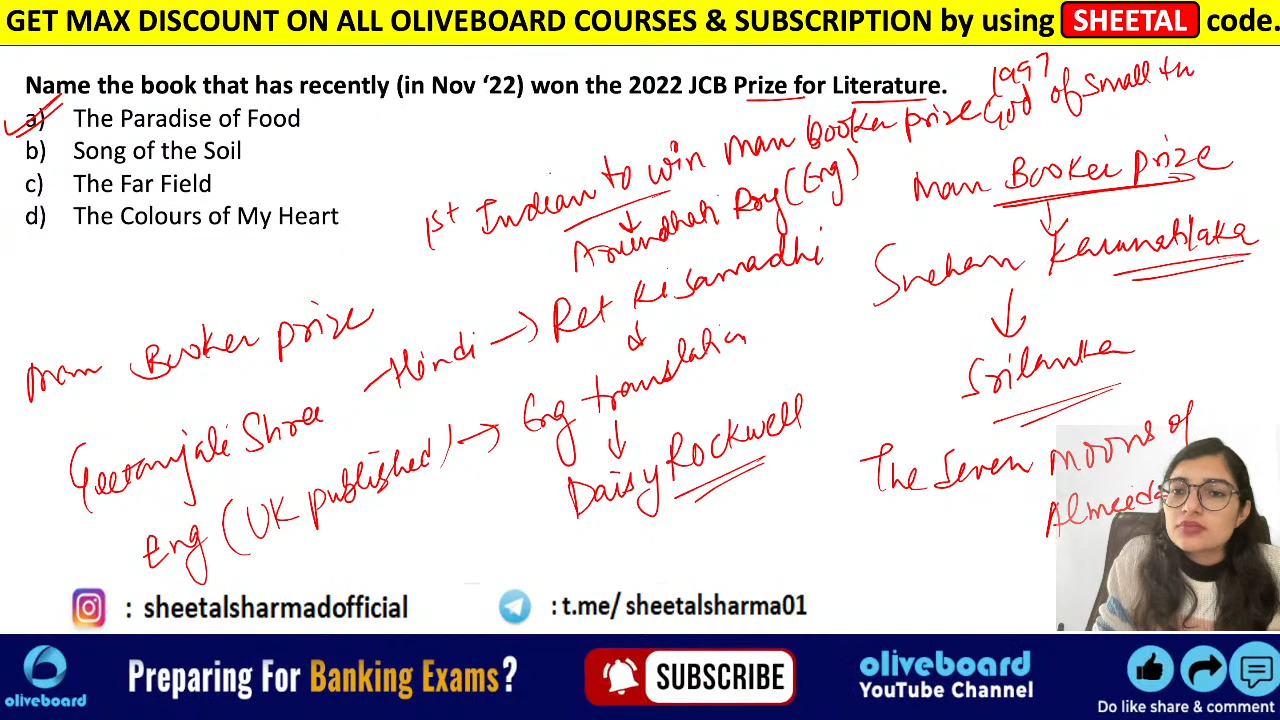 GET MAX DISCOUNT ON ALL OLIVEBOARD COURSES & SUBSCRIPTION by using SHEETAL code.
Name the book that has recently (in Nov ‘22) won the 2022 JCB Prize for Literature.
a) The Paradise of Food
b) Song of the Soil
c) The Far Field
d) The Colours of My Heart
1997
God of Small th
1st Indian to win Man Booker prize
Arundhati Roy (Eng)
Man Booker prize
Karunatilaka
Srilanka
The Seven Moons of
Almeida
Man Booker prize
Geetanjali Shree
Hindi → Ret ki samadhi
Eng (UK published) → Eng translation
Daisy Rockwell
: sheetalsharmadofficial
: t.me/ sheetalsharma01
oliveboard
Preparing For Banking Exams?
SUBSCRIBE
oliveboard
YouTube Channel
Do like share & comment